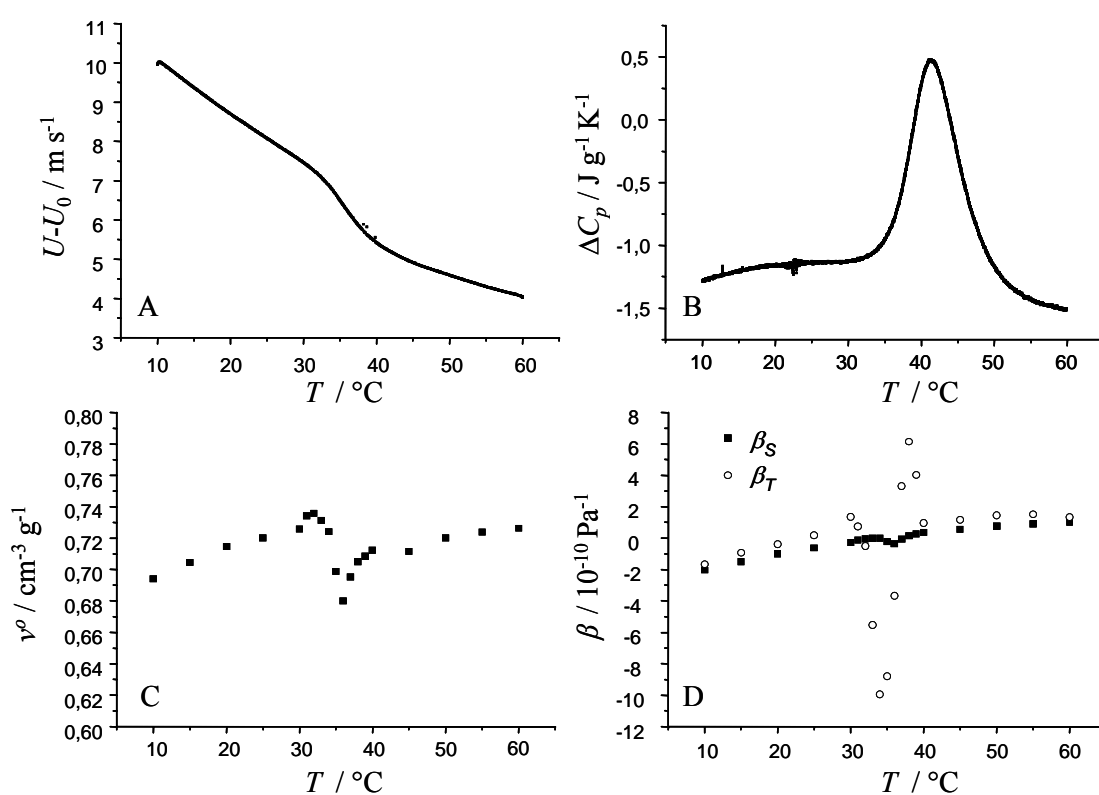 11
10
9
8
7
6
5
4
3
U-U₀ / m s⁻¹
A
10 20 30 40 50 60
T / °C
0,5
0,0
-0,5
-1,0
-1,5
ΔCₚ / J g⁻¹ K⁻¹
B
10 20 30 40 50 60
T / °C
0,80
0,78
0,76
0,74
0,72
0,70
0,68
0,66
0,64
0,62
0,60
vᵒ / cm⁻³ g⁻¹
C
10 20 30 40 50 60
T / °C
8
6
4
2
0
-2
-4
-6
-8
-10
-12
β / 10⁻¹⁰ Pa⁻¹
βS
βT
D
10 20 30 40 50 60
T / °C